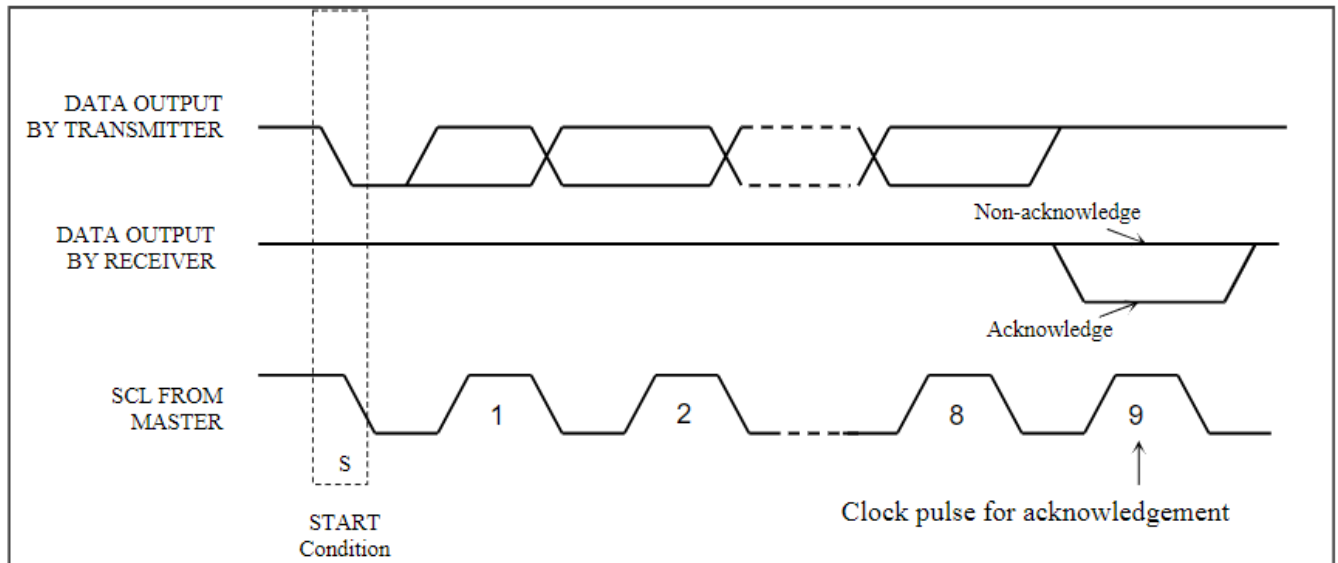 DATA OUTPUT
BY TRANSMITTER
Non-acknowledge
DATA OUTPUT
BY RECEIVER
Acknowledge
SCL FROM
MASTER
1
2
8
9
S
START
Condition
Clock pulse for acknowledgement